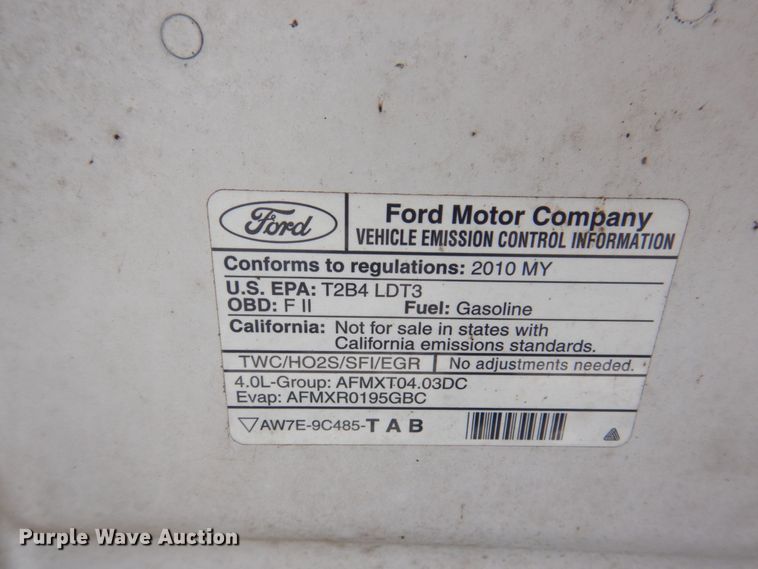 Ford
Ford Motor Company
VEHICLE EMISSION CONTROL INFORMATION
Conforms to regulations: 2010 MY
U.S. EPA: T2B4 LDT3
OBD: F II Fuel: Gasoline
California: Not for sale in states with
California emissions standards.
TWC/HO2S/SFI/EGR No adjustments needed.
4.0L-Group: AFMXT04.03DC
Evap: AFMXR0195GBC
AW7E-9C485-T A B
Purple Wave Auction